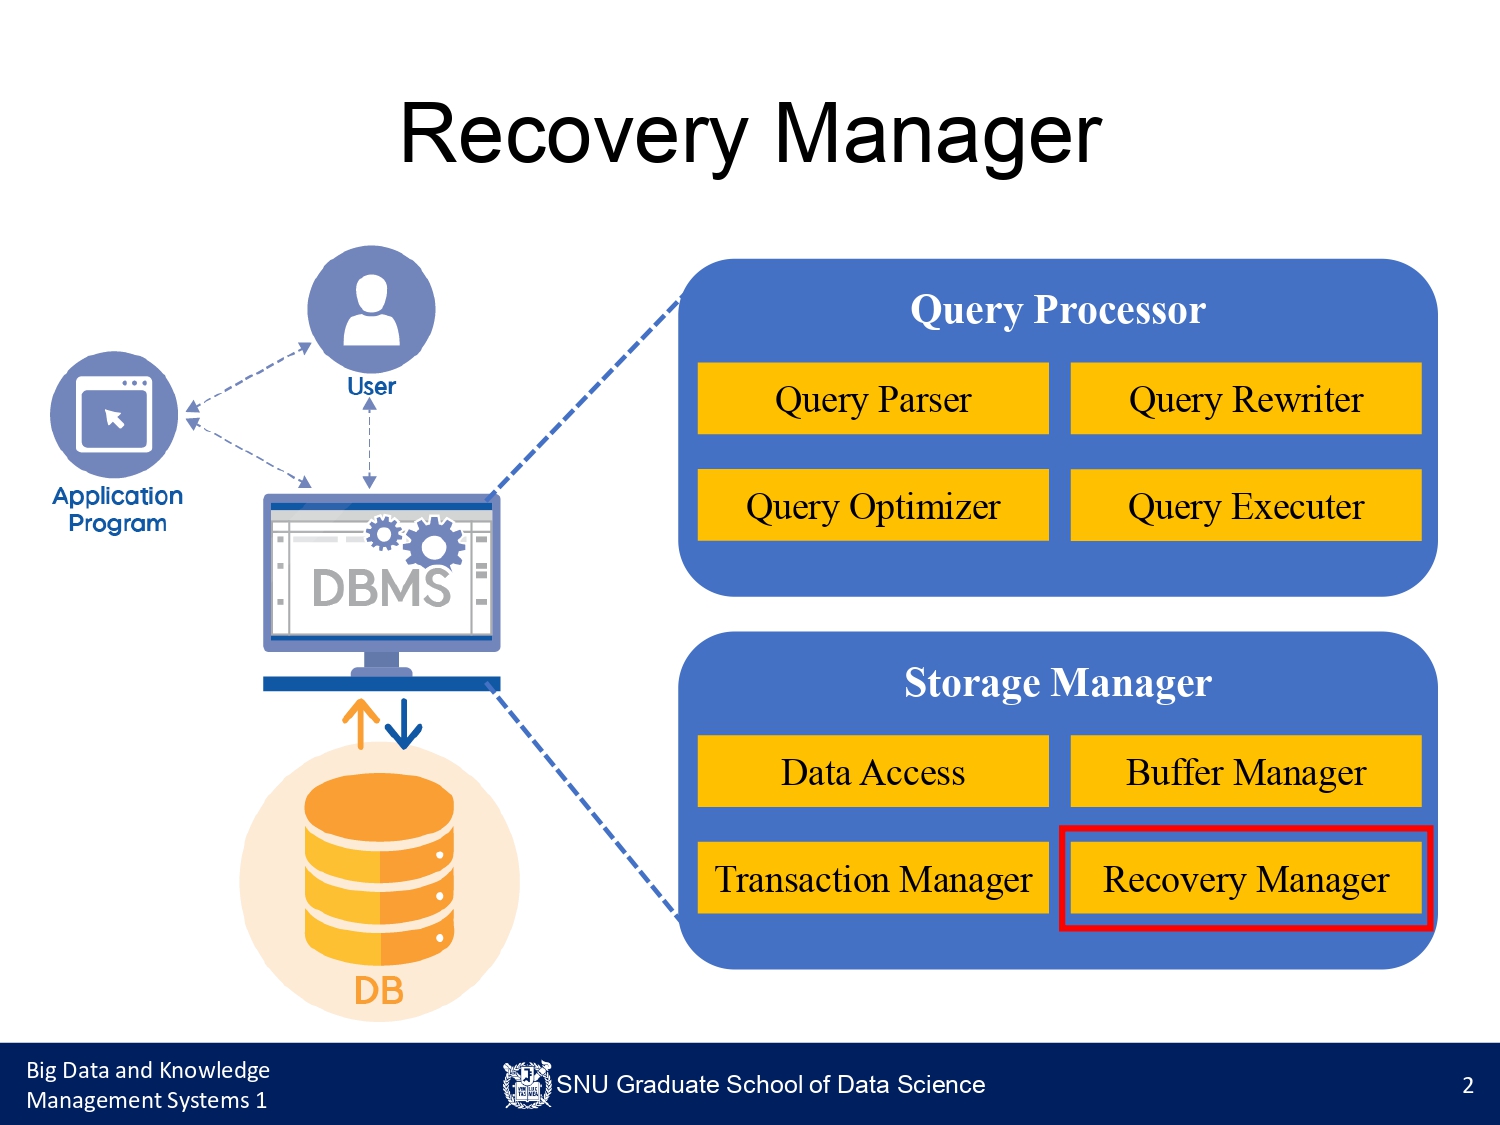 Recovery Manager
User
Application
Program
DBMS
DB
Query Processor
Query Parser
Query Rewriter
Query Optimizer
Query Executer
Storage Manager
Data Access
Buffer Manager
Transaction Manager
Recovery Manager
Big Data and Knowledge
Management Systems 1
SNU Graduate School of Data Science
2